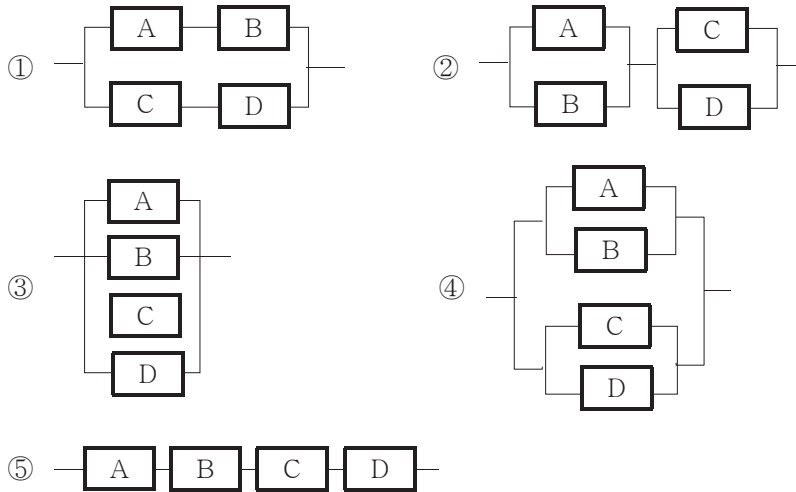 ① A B C D
② A B C D
③ A B C D
④ A B C D
⑤ A B C D